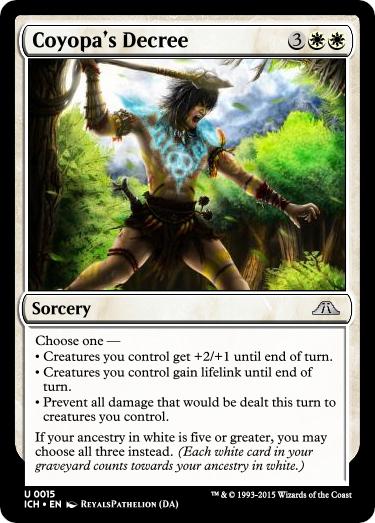 Coyopa's Decree 3
Sorcery
Choose one —
• Creatures you control get +2/+1 until end of turn.
• Creatures you control gain lifelink until end of
turn.
• Prevent all damage that would be dealt this turn to
creatures you control.
If your ancestry in white is five or greater, you may
choose all three instead. (Each white card in your
graveyard counts towards your ancestry in white.)
U 0015
ICH • EN REYALSPATHELION (DA)
™ & © 1993-2015 Wizards of the Coast